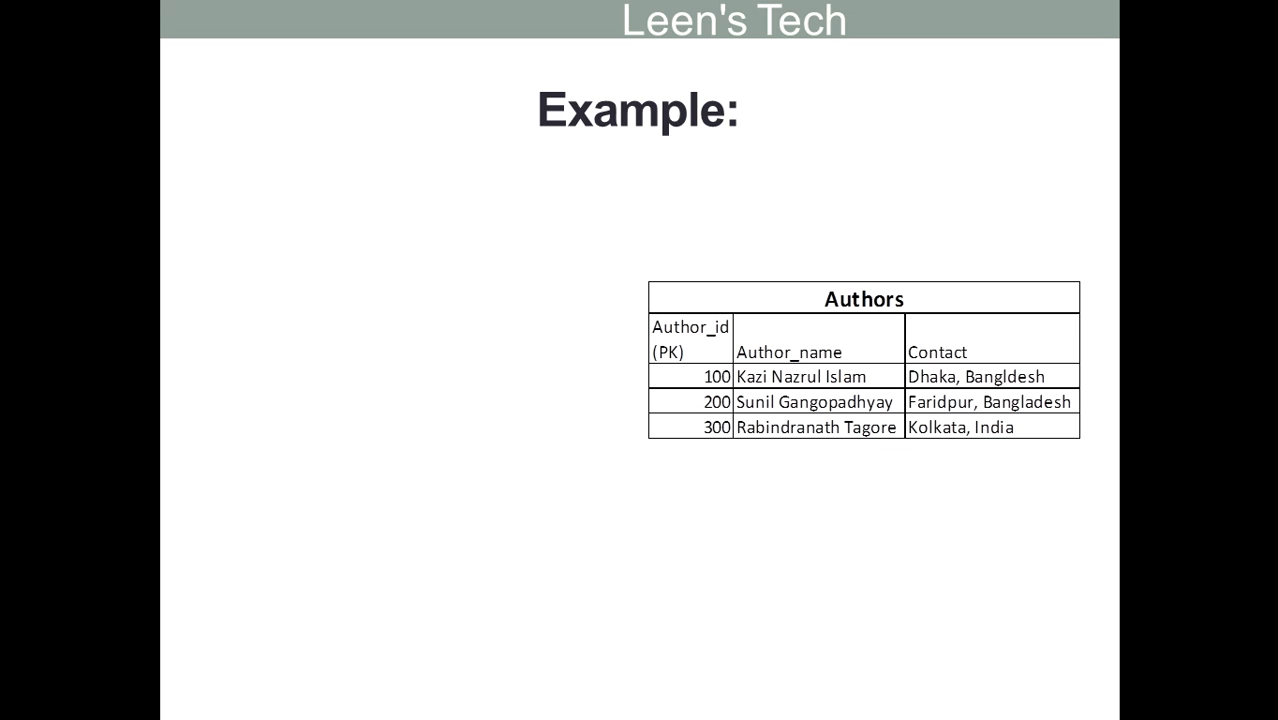 Leen's Tech
Example:
Authors
Author_id (PK) Author_name Contact
100 Kazi Nazrul Islam Dhaka, Bangldesh
200 Sunil Gangopadhyay Faridpur, Bangladesh
300 Rabindranath Tagore Kolkata, India